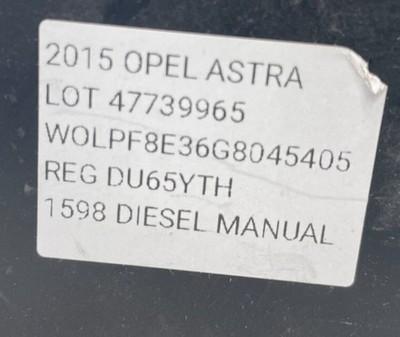 2015 OPEL ASTRA
LOT 47739965
WOLPF8E36G8045405
REG DU65YTH
1598 DIESEL MANUAL